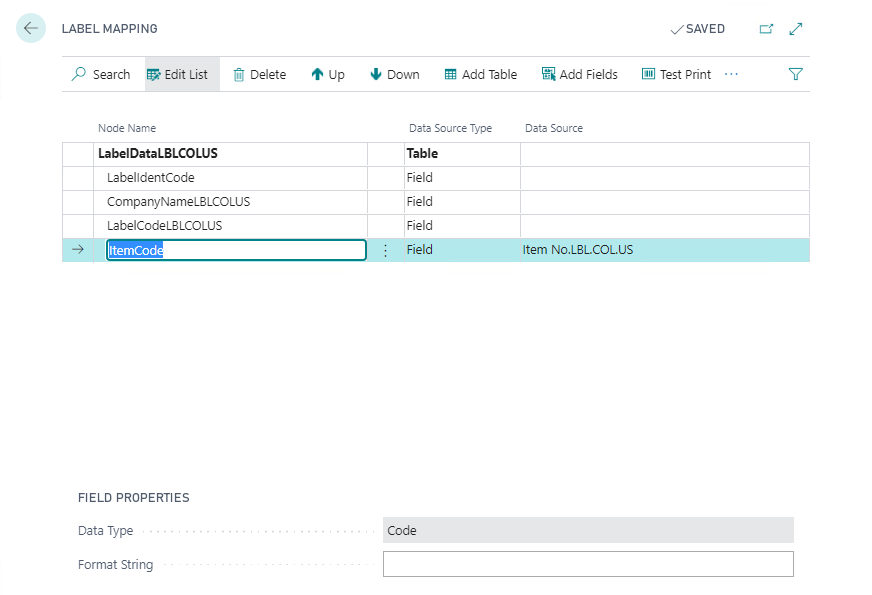 LABEL MAPPING
SAVED
Search Edit List Delete Up Down Add Table Add Fields Test Print ...
Node Name Data Source Type Data Source
LabelDataLBLCOLUS Table
LabelIdentCode Field
CompanyNameLBLCOLUS Field
LabelCodeLBLCOLUS Field
ItemCode Field Item No.LBL.COL.US
FIELD PROPERTIES
Data Type Code
Format String